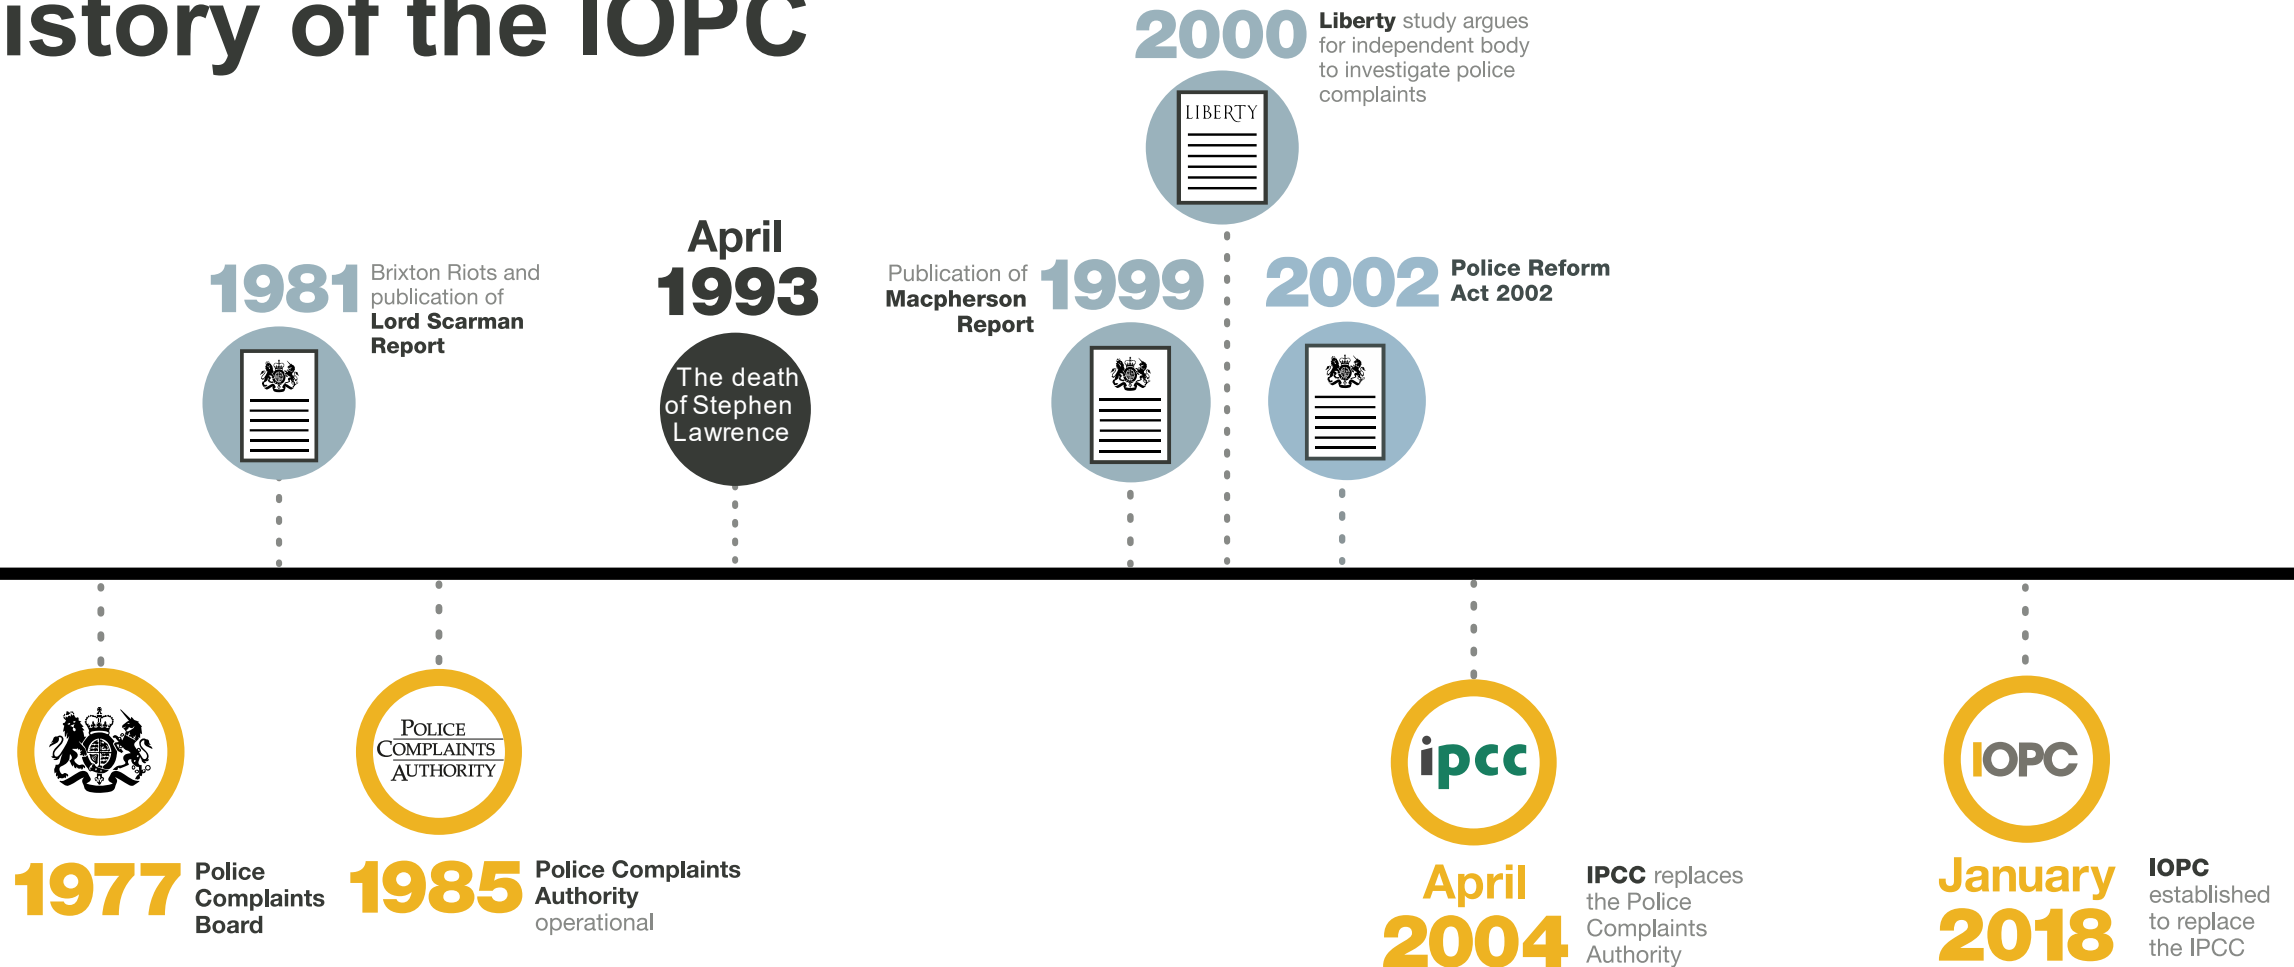 istory of the IOPC
2000
Liberty study argues
for independent body
to investigate police
complaints
LIBERTY
1981
Brixton Riots and
publication of
Lord Scarman
Report
April
1993
The death
of Stephen
Lawrence
Publication of
Macpherson
Report
1999
2002
Police Reform
Act 2002
1977
Police
Complaints
Board
POLICE
COMPLAINTS
AUTHORITY
1985
Police Complaints
Authority
operational
ipcc
April
2004
IPCC replaces
the Police
Complaints
Authority
IOPC
January
2018
IOPC
established
to replace
the IPCC